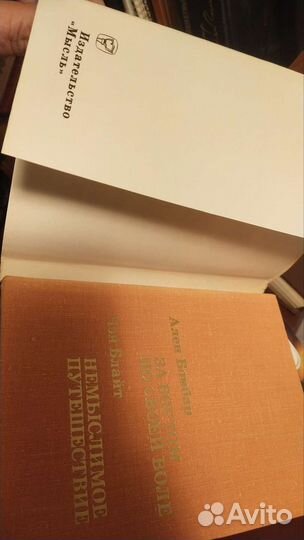 Издательство
"Мысль"
Ален Бомбар
ЗА БОРТОМ
ПО СВОЕЙ ВОЛЕ
Чэй Блайт
НЕМЫСЛИМОЕ
ПУТЕШЕСТВИЕ
Avito